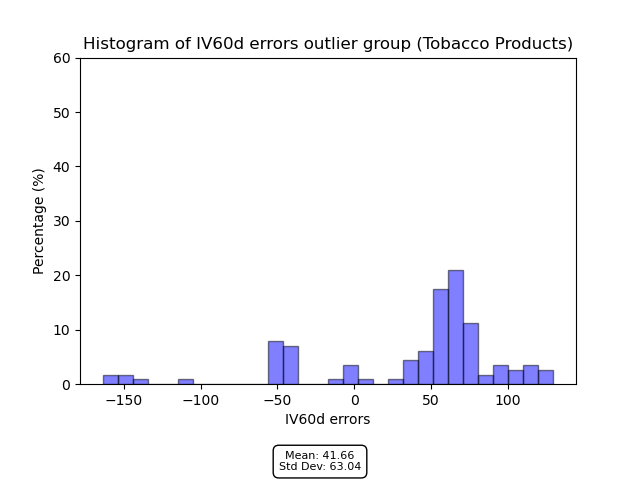 Histogram of IV60d errors outlier group (Tobacco Products)
60
50
40
30
20
10
0
Percentage (%)
−150
−100
−50
0
50
100
IV60d errors
Mean: 41.66
Std Dev: 63.04